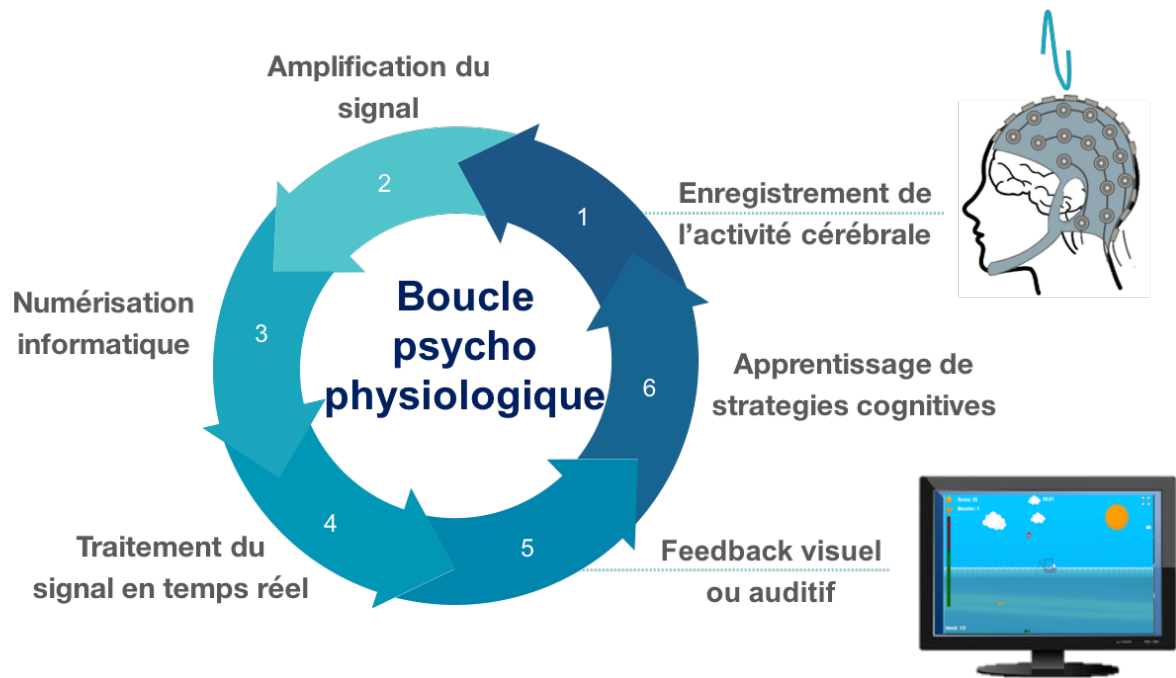 Amplification du
signal
2
1
Enregistrement de
l’activité cérébrale
Numérisation
informatique
3
Boucle
psycho
physiologique
6
Apprentissage de
strategies cognitives
4
5
Traitement du
signal en temps réel
Feedback visuel
ou auditif